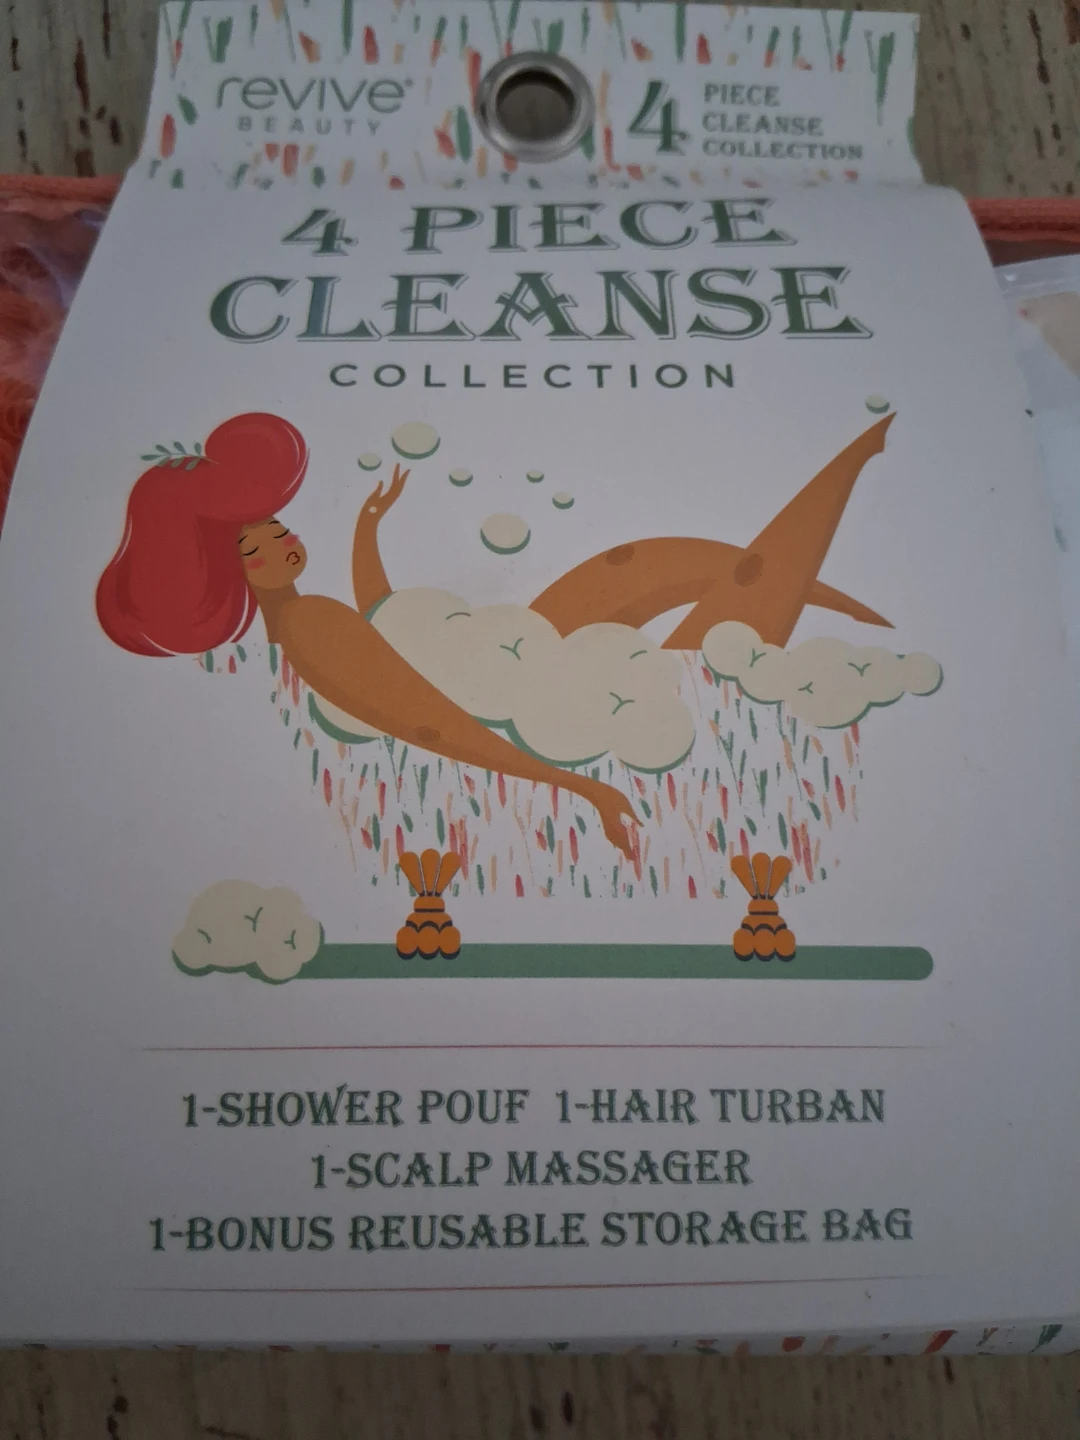 revive®
BEAUTY
4 PIECE
CLEANSE
COLLECTION
4 PIECE
CLEANSE
COLLECTION
1-SHOWER POUF 1-HAIR TURBAN
1-SCALP MASSAGER
1-BONUS REUSABLE STORAGE BAG